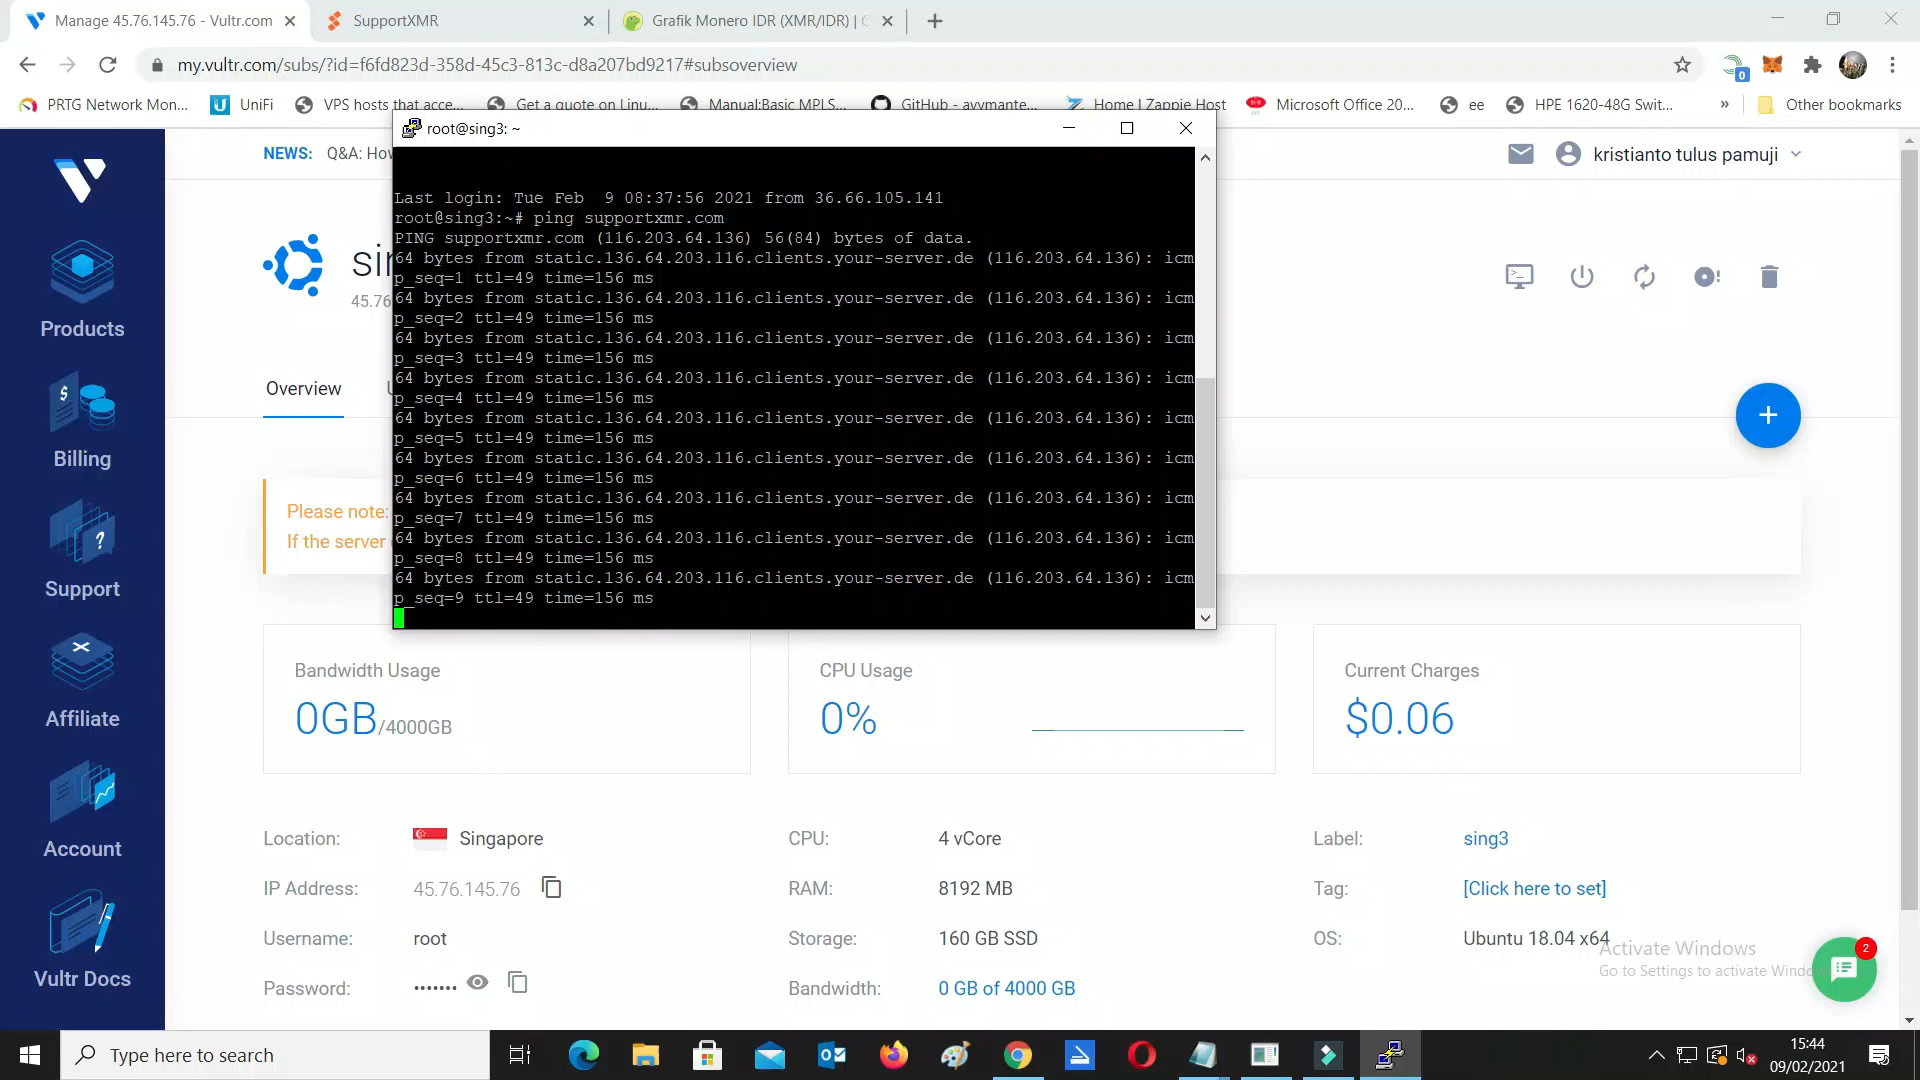 Manage 45.76.145.76 - Vultr.com
SupportXMR
Grafik Monero IDR (XMR/IDR) |
my.vultr.com/subs/?id=f6fd823d-358d-45c3-813c-d8a207bd9217#subsoverview
0
PRTG Network Mon...
UniFi
VPS hosts that acce...
Get a quote on Linu...
Manual:Basic MPLS...
GitHub - avvmante...
Home | Zappie Host
Microsoft Office 20...
ee
HPE 1620-48G Swit...
»
Other bookmarks
root@sing3: ~
NEWS: Q&A: How
kristianto tulus pamuji
Last login: Tue Feb  9 08:37:56 2021 from 36.66.105.141
root@sing3:~# ping supportxmr.com
PING supportxmr.com (116.203.64.136) 56(84) bytes of data.
64 bytes from static.136.64.203.116.clients.your-server.de (116.203.64.136): icm
p_seq=1 ttl=49 time=156 ms
64 bytes from static.136.64.203.116.clients.your-server.de (116.203.64.136): icm
p_seq=2 ttl=49 time=156 ms
64 bytes from static.136.64.203.116.clients.your-server.de (116.203.64.136): icm
p_seq=3 ttl=49 time=156 ms
64 bytes from static.136.64.203.116.clients.your-server.de (116.203.64.136): icm
p_seq=4 ttl=49 time=156 ms
64 bytes from static.136.64.203.116.clients.your-server.de (116.203.64.136): icm
p_seq=5 ttl=49 time=156 ms
64 bytes from static.136.64.203.116.clients.your-server.de (116.203.64.136): icm
p_seq=6 ttl=49 time=156 ms
64 bytes from static.136.64.203.116.clients.your-server.de (116.203.64.136): icm
p_seq=7 ttl=49 time=156 ms
64 bytes from static.136.64.203.116.clients.your-server.de (116.203.64.136): icm
p_seq=8 ttl=49 time=156 ms
64 bytes from static.136.64.203.116.clients.your-server.de (116.203.64.136): icm
p_seq=9 ttl=49 time=156 ms
Products
Billing
Support
Affiliate
Account
Vultr Docs
sin
45.76
Overview
Please note:
If the server
Bandwidth Usage
0GB/4000GB
CPU Usage
0%
Current Charges
$0.06
Location: Singapore
IP Address: 45.76.145.76
Username: root
Password: •••••••
CPU: 4 vCore
RAM: 8192 MB
Storage: 160 GB SSD
Bandwidth: 0 GB of 4000 GB
Label: sing3
Tag: [Click here to set]
OS: Ubuntu 18.04 x64
Activate Windows
Go to Settings to activate Windo
2
Type here to search
15:44
09/02/2021